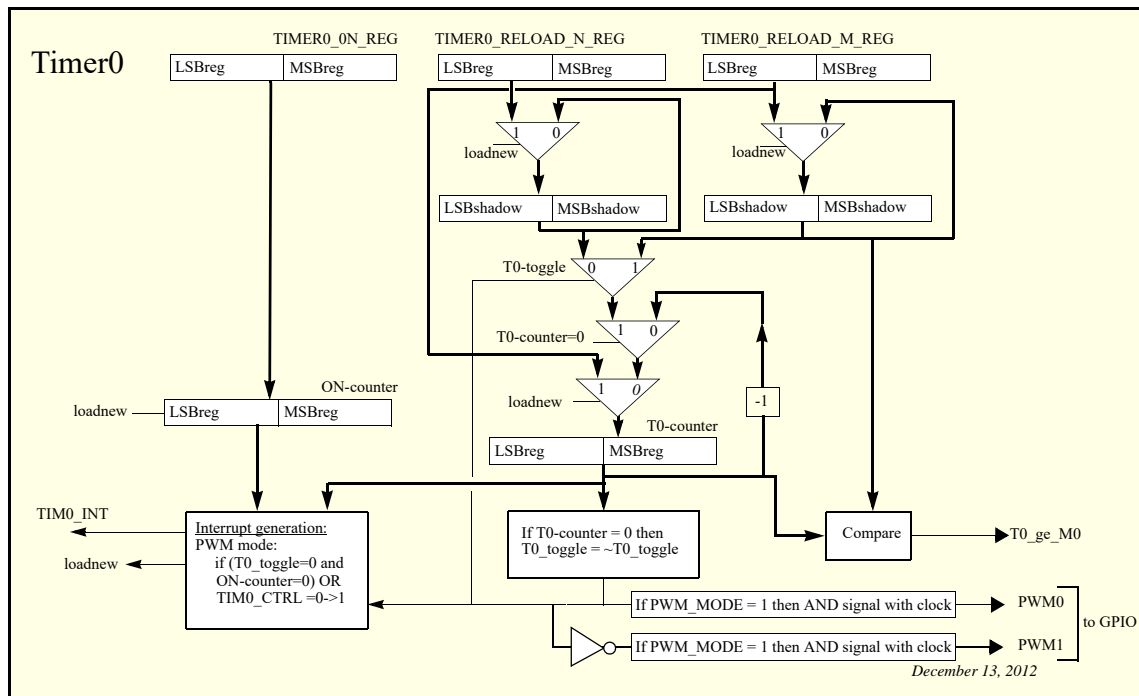 Timer0
TIMER0_0N_REG
TIMER0_RELOAD_N_REG
TIMER0_RELOAD_M_REG
LSBreg MSBreg
LSBreg MSBreg
LSBreg MSBreg
1 0
loadnew
1 0
loadnew
LSBshadow MSBshadow
LSBshadow MSBshadow
T0-toggle
0 1
T0-counter=0
1 0
loadnew
1 0
-1
ON-counter
loadnew
LSBreg MSBreg
T0-counter
LSBreg MSBreg
TIM0_INT
loadnew
Interrupt generation:
PWM mode:
if (T0_toggle=0 and
ON-counter=0) OR
TIM0_CTRL =0->1
If T0-counter = 0 then
T0_toggle = ~T0_toggle
Compare
T0_ge_M0
If PWM_MODE = 1 then AND signal with clock
PWM0
If PWM_MODE = 1 then AND signal with clock
PWM1
to GPIO
December 13, 2012